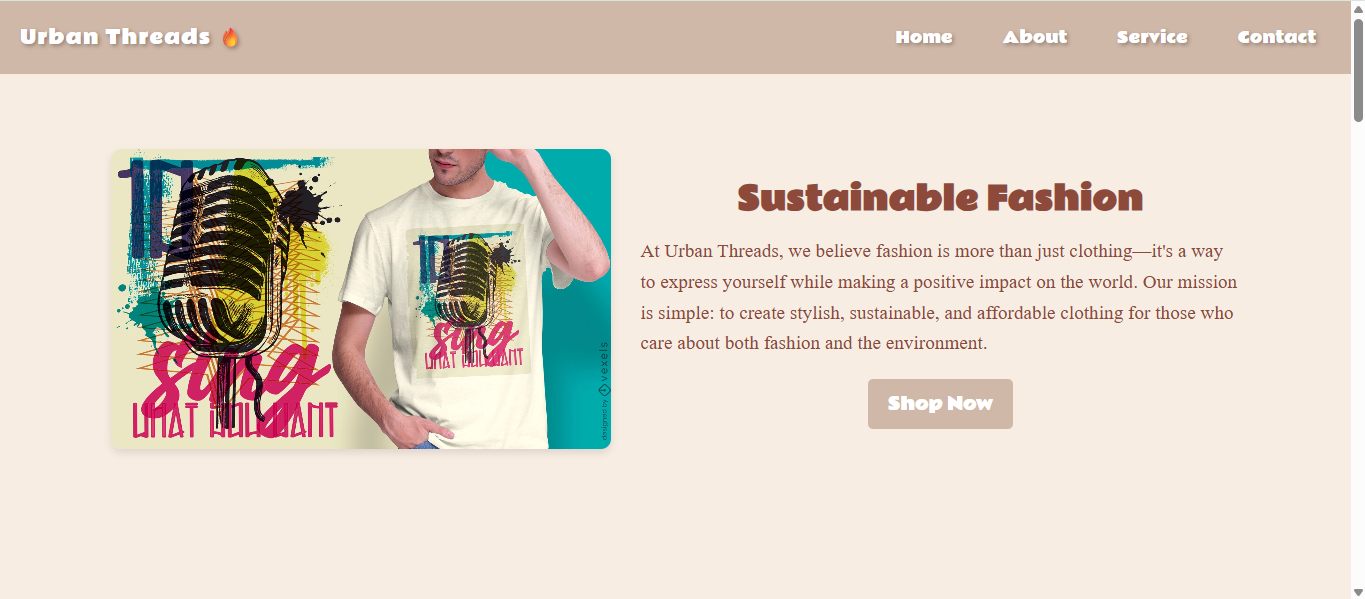 Urban Threads 🔥
Home About Service Contact
sing
WHAT YOU WANT
sing
WHAT YOU WANT
designed by vexels
Sustainable Fashion
At Urban Threads, we believe fashion is more than just clothing—it's a way
to express yourself while making a positive impact on the world. Our mission
is simple: to create stylish, sustainable, and affordable clothing for those who
care about both fashion and the environment.
Shop Now